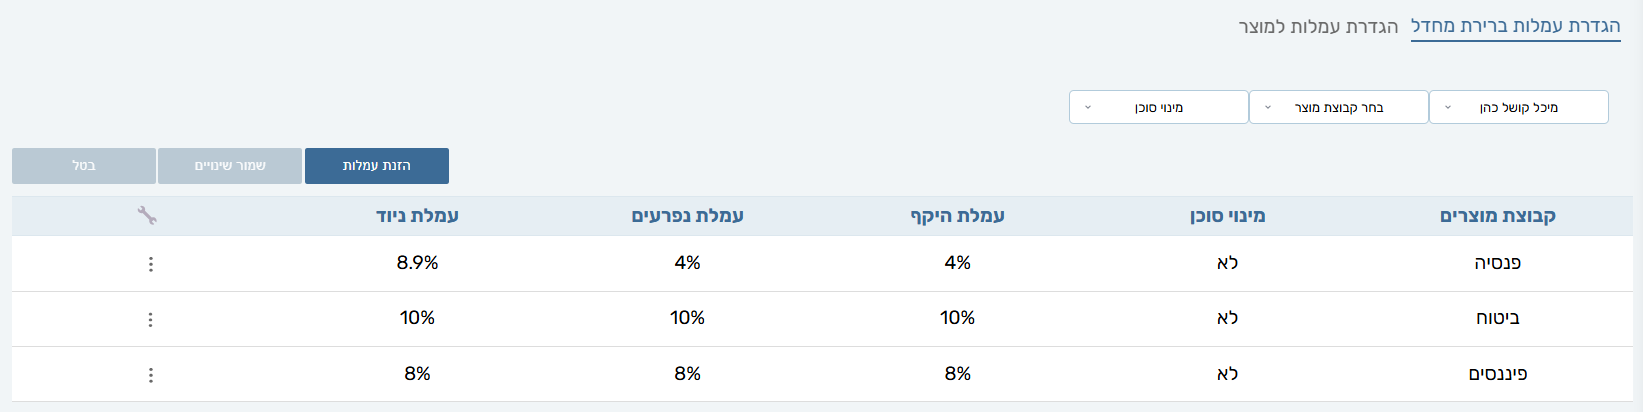 הגדרת עמלות ברירת מחדל הגדרת עמלות למוצר
מיכל קושל כהן בחר קבוצת מוצר מינוי סוכן
הזנת עמלות שמור שינויים בטל
קבוצת מוצרים מינוי סוכן עמלת היקף עמלת נפרעים עמלת ניוד
פנסיה לא 4% 4% 8.9%
ביטוח לא 10% 10% 10%
פיננסים לא 8% 8% 8%